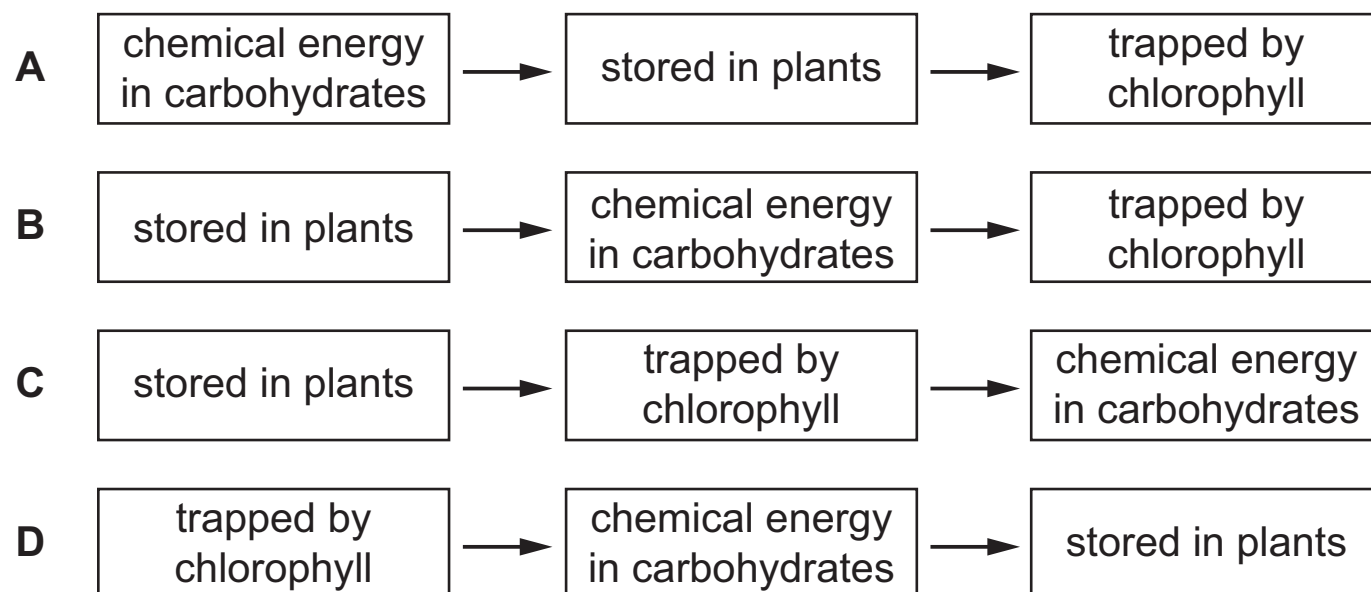 A
chemical energy
in carbohydrates
stored in plants
trapped by
chlorophyll
B
stored in plants
chemical energy
in carbohydrates
trapped by
chlorophyll
C
stored in plants
trapped by
chlorophyll
chemical energy
in carbohydrates
D
trapped by
chlorophyll
chemical energy
in carbohydrates
stored in plants